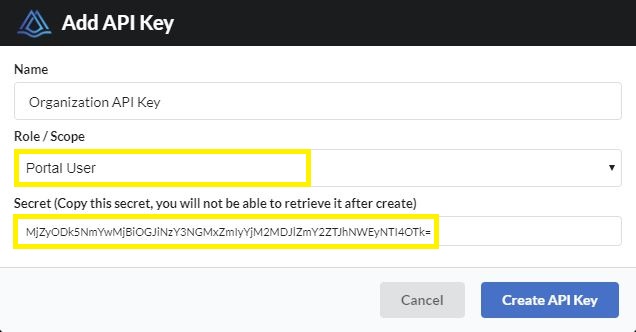 Add API Key
Name
Organization API Key
Role / Scope
Portal User
Secret (Copy this secret, you will not be able to retrieve it after create)
MjZyODk5NmYwMjBiOGJiNzY3NGMxZmIyYjM2MDJlZmY2ZTJhNWEyNTI4OTk=
Cancel
Create API Key